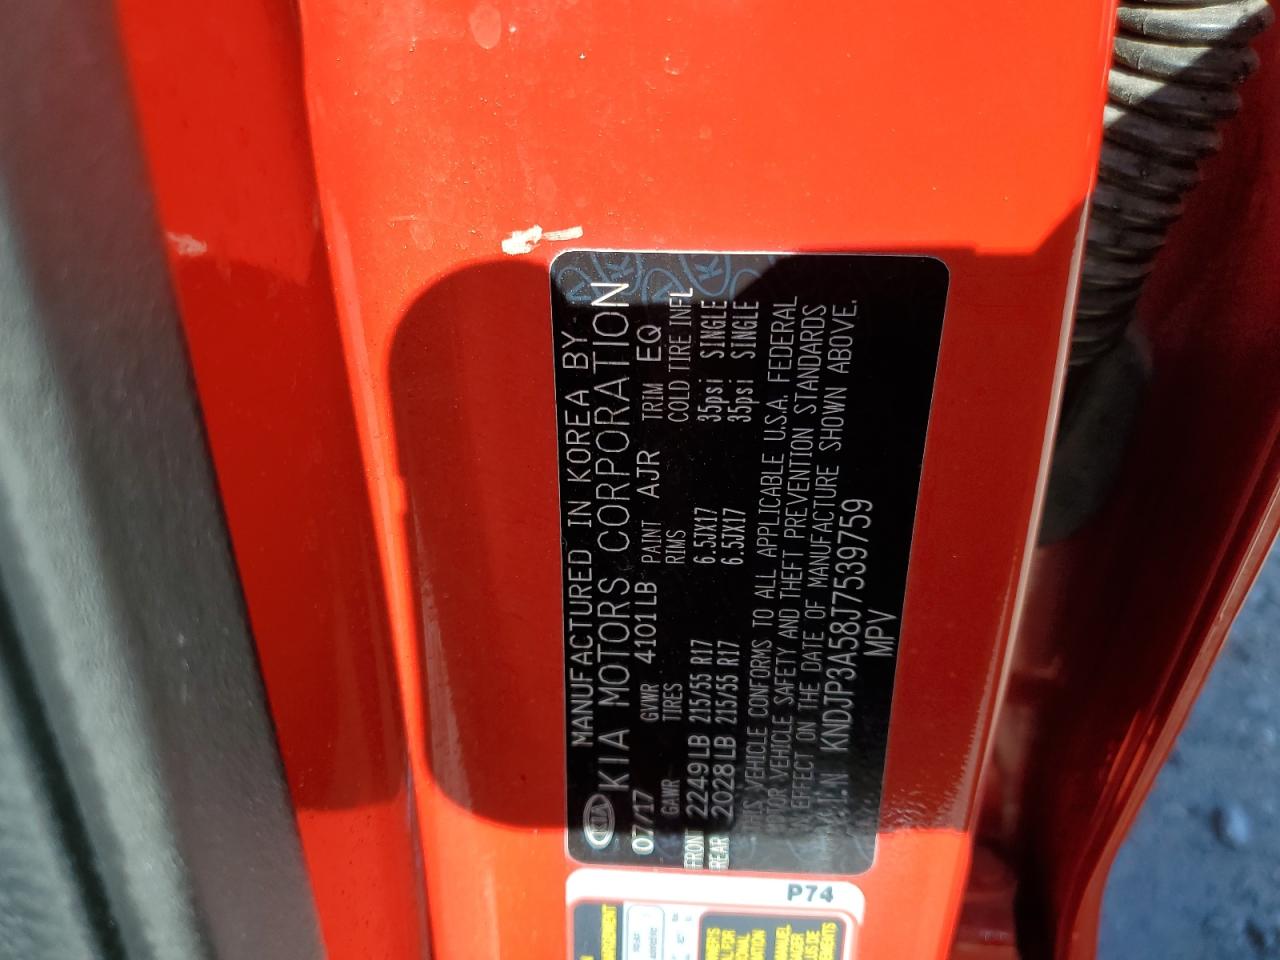 MANUFACTURED IN KOREA BY
KIA KIA MOTORS CORPORATION
07/17 GVWR 4101LB PAINT AJR TRIM EQ
GAWR TIRES RIMS COLD TIRE INFL
FRONT 2249LB 215/55 R17 6.5JX17 35psi SINGLE
REAR 2028LB 215/55 R17 6.5JX17 35psi SINGLE
THIS VEHICLE CONFORMS TO ALL APPLICABLE U.S.A. FEDERAL
MOTOR VEHICLE SAFETY AND THEFT PREVENTION STANDARDS
IN EFFECT ON THE DATE OF MANUFACTURE SHOWN ABOVE.
V.I.N KNDJP3A58J7539759
MPV
P74